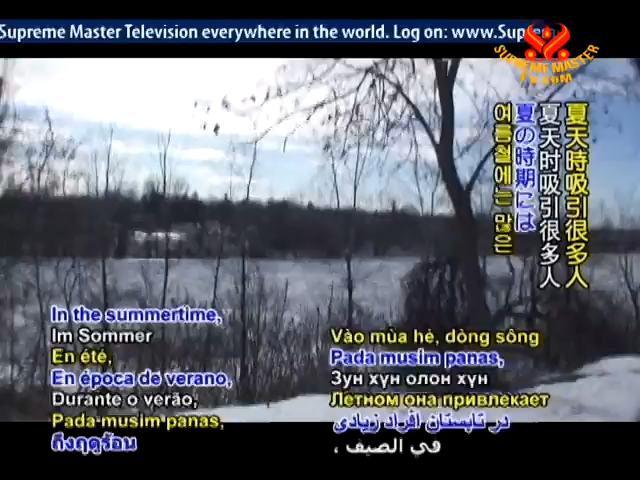 Supreme Master Television everywhere in the world. Log on: www.Sup
SUPREME MASTER
TV.COM
夏天時吸引很多人
夏天时吸引很多人
夏の時期には
여름철에는 많은
In the summertime,
Im Sommer
En été,
En época de verano,
Durante o verão,
Pada musim panas,
ถึงฤดูร้อน
Vào mùa hè, dòng sông
Pada musim panas,
Зун хүн олон хүн
Летном она привлекает
در تابستان افراد زیادی
في الصيف ،